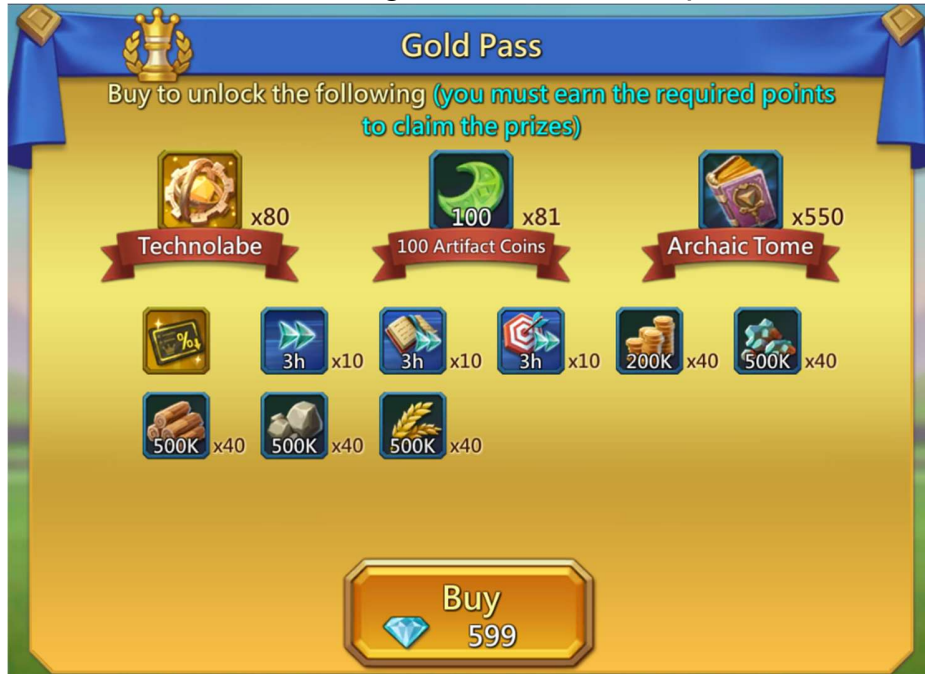 Gold Pass
Buy to unlock the following (you must earn the required points
to claim the prizes)
x80 100 x81 x550
Technolabe 100 Artifact Coins Archaic Tome
% 3h x10 3h x10 3h x10 200K x40 500K x40
500K x40 500K x40 500K x40
Buy
599